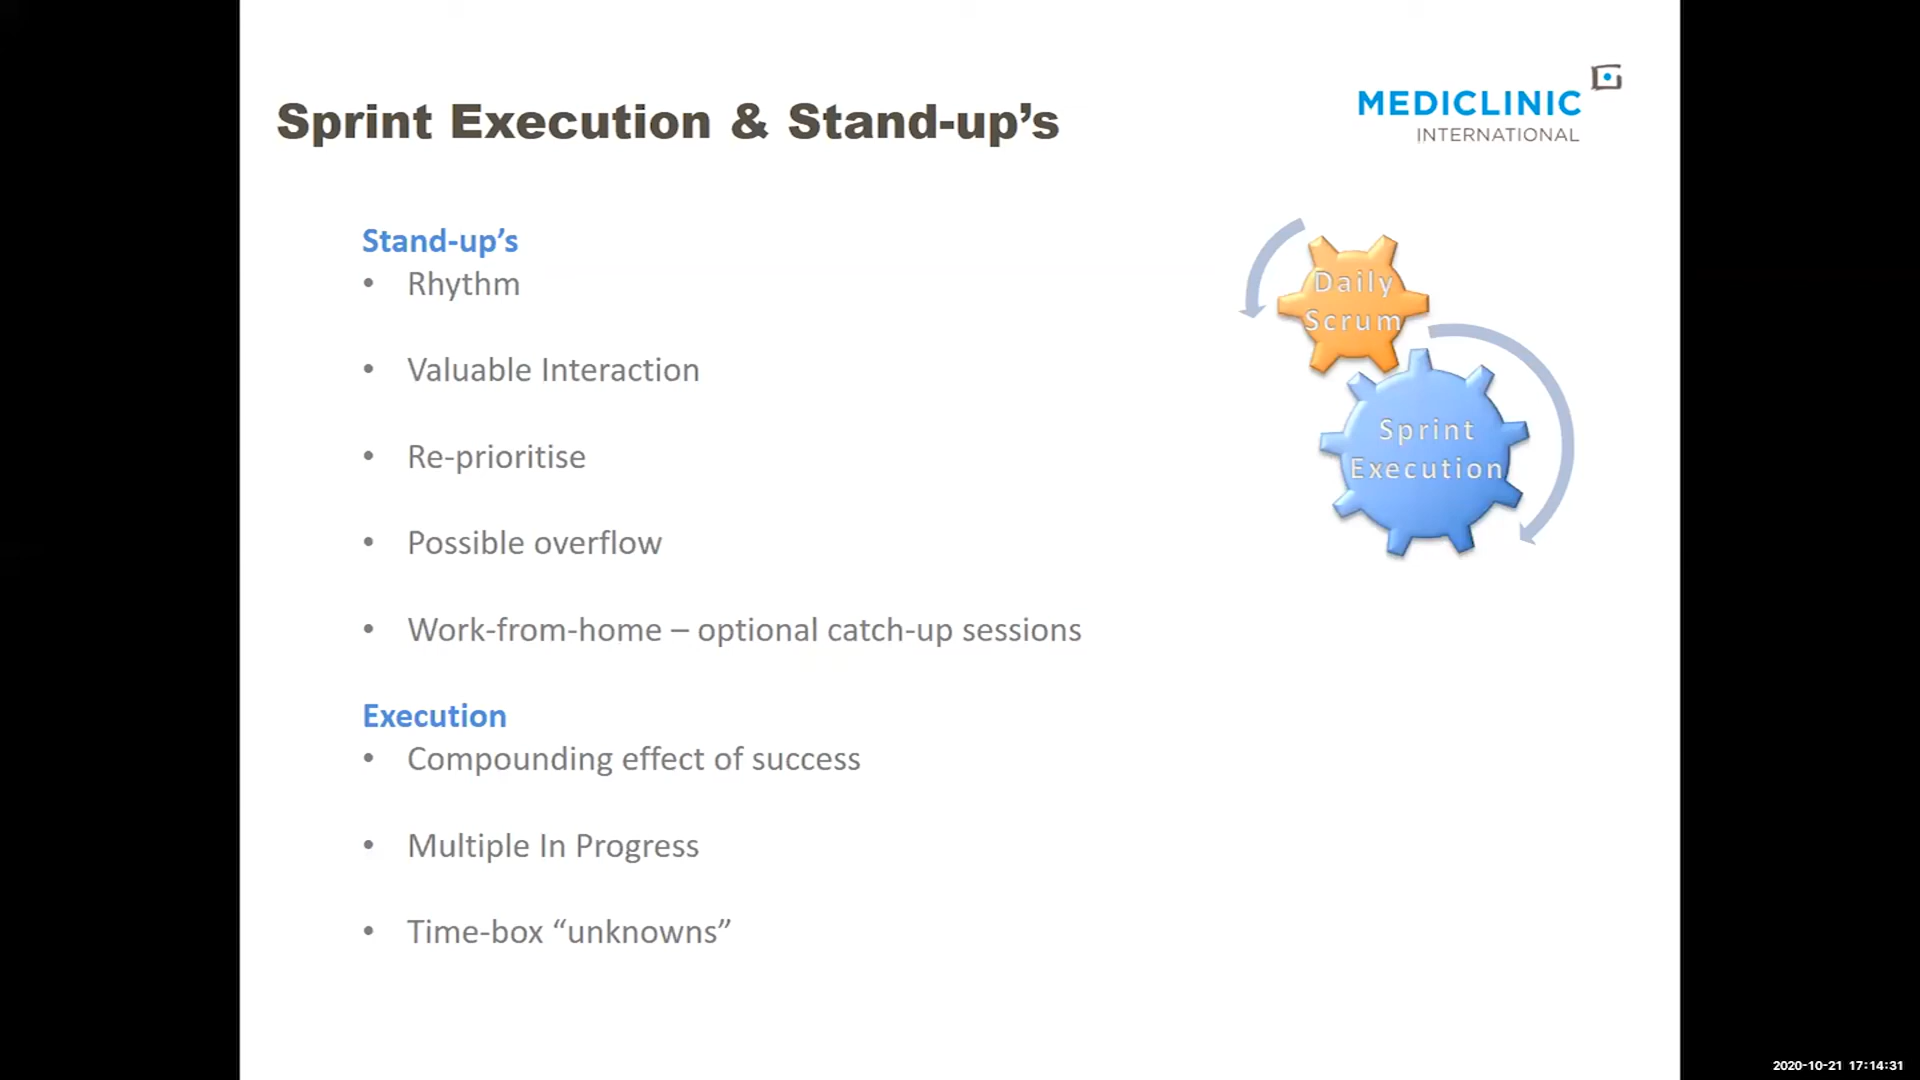 Sprint Execution & Stand-up’s
MEDICLINIC
INTERNATIONAL
Stand-up’s
• Rhythm
• Valuable Interaction
• Re-prioritise
• Possible overflow
• Work-from-home – optional catch-up sessions
Execution
• Compounding effect of success
• Multiple In Progress
• Time-box “unknowns”
Daily
Scrum
Sprint
Execution
2020-10-21 17:14:31